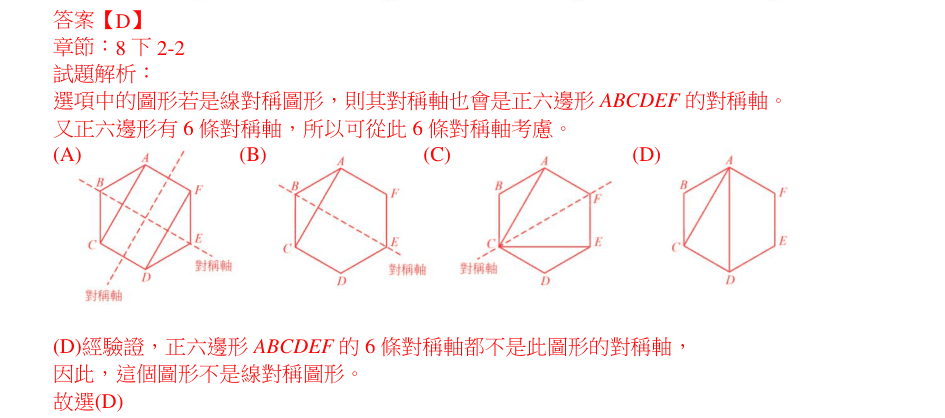 答案【D】
章節：8 下 2-2
試題解析：
選項中的圖形若是線對稱圖形，則其對稱軸也會是正六邊形 ABCDEF 的對稱軸。
又正六邊形有 6 條對稱軸，所以可從此 6 條對稱軸考慮。
(A) (B) (C) (D)
A A A A
B F B F B F B F
C E C E C E C E
D D D D
對稱軸 對稱軸 對稱軸
對稱軸
(D)經驗證，正六邊形 ABCDEF 的 6 條對稱軸都不是此圖形的對稱軸，
因此，這個圖形不是線對稱圖形。
故選(D)